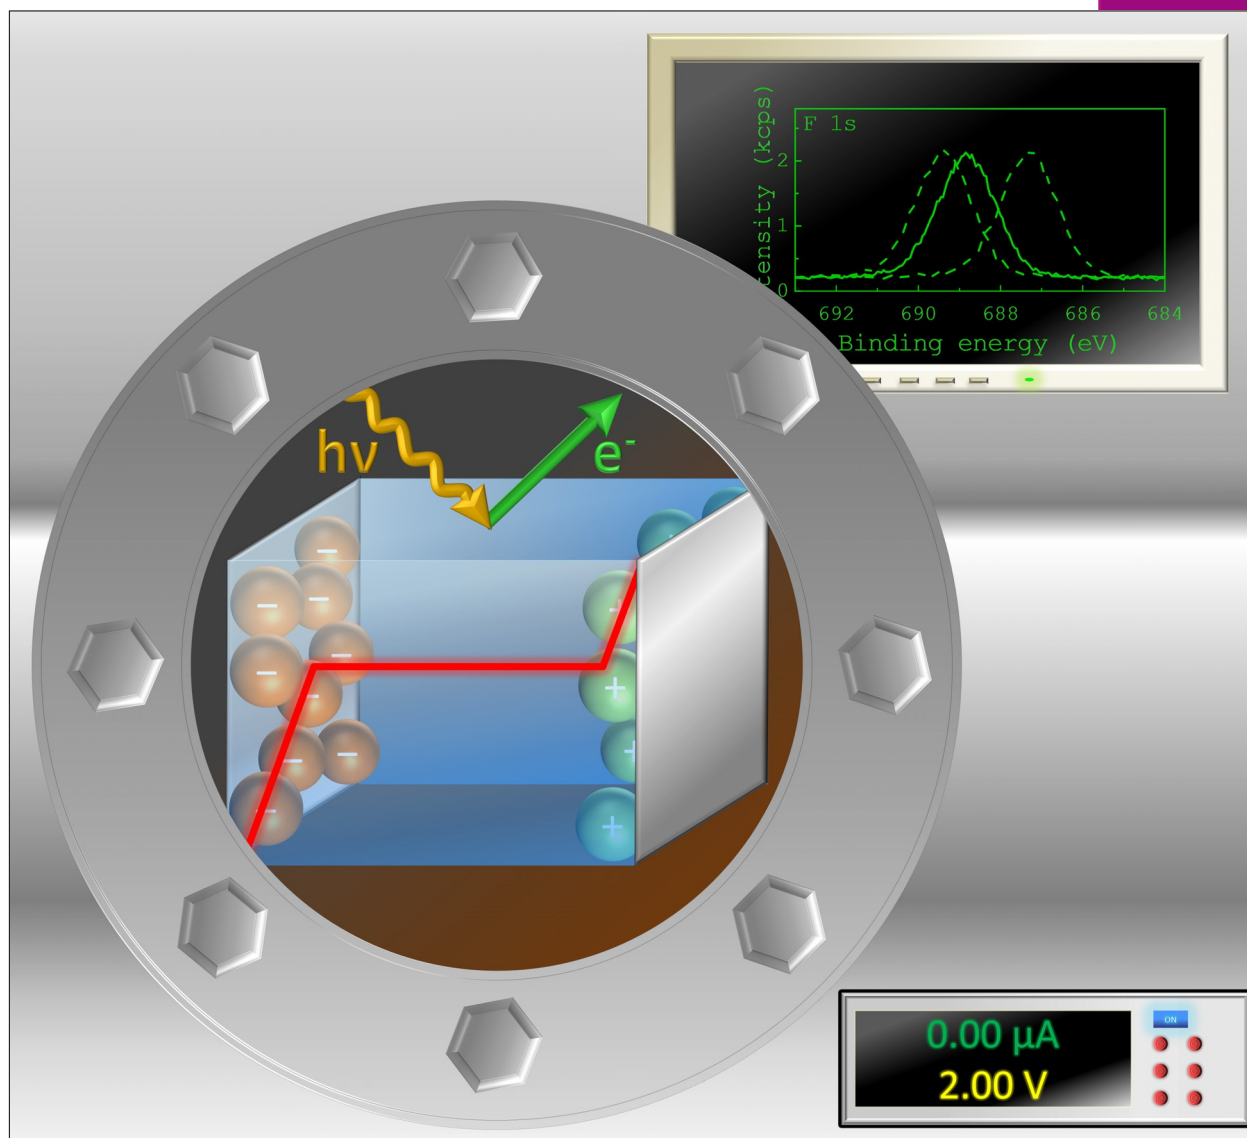 F 1s
tensity (kcps)
2
1
0
692 690 688 686 684
Binding energy (eV)
hν
e⁻
−
−
−
−
−
−
−
−
−
−
+
+
+
+
+
ON
0.00 µA
2.00 V